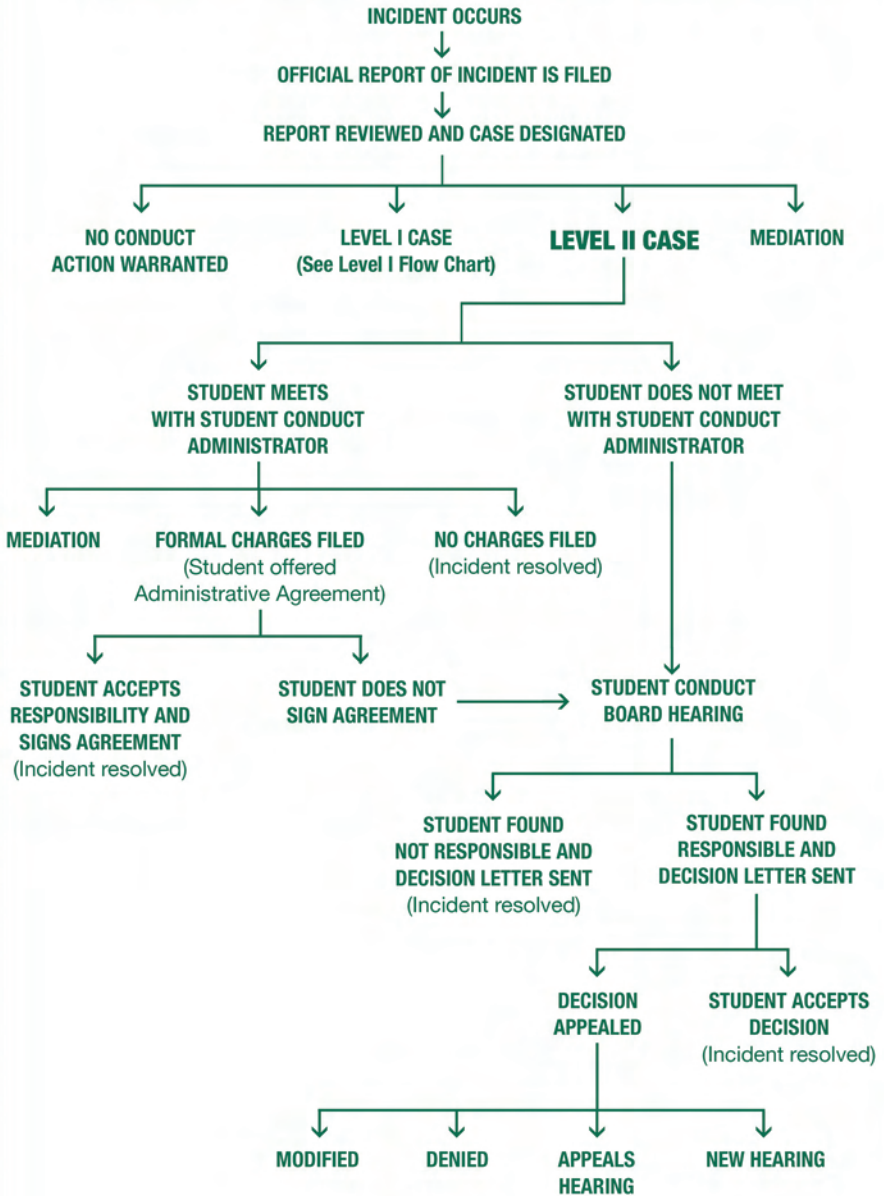 INCIDENT OCCURS
OFFICIAL REPORT OF INCIDENT IS FILED
REPORT REVIEWED AND CASE DESIGNATED
NO CONDUCT
ACTION WARRANTED
LEVEL I CASE
(See Level I Flow Chart)
LEVEL II CASE
MEDIATION
STUDENT MEETS
WITH STUDENT CONDUCT
ADMINISTRATOR
STUDENT DOES NOT MEET
WITH STUDENT CONDUCT
ADMINISTRATOR
MEDIATION
FORMAL CHARGES FILED
(Student offered
Administrative Agreement)
NO CHARGES FILED
(Incident resolved)
STUDENT ACCEPTS
RESPONSIBILITY AND
SIGNS AGREEMENT
(Incident resolved)
STUDENT DOES NOT
SIGN AGREEMENT
STUDENT CONDUCT
BOARD HEARING
STUDENT FOUND
NOT RESPONSIBLE AND
DECISION LETTER SENT
(Incident resolved)
STUDENT FOUND
RESPONSIBLE AND
DECISION LETTER SENT
DECISION
APPEALED
STUDENT ACCEPTS
DECISION
(Incident resolved)
MODIFIED
DENIED
APPEALS
HEARING
NEW HEARING